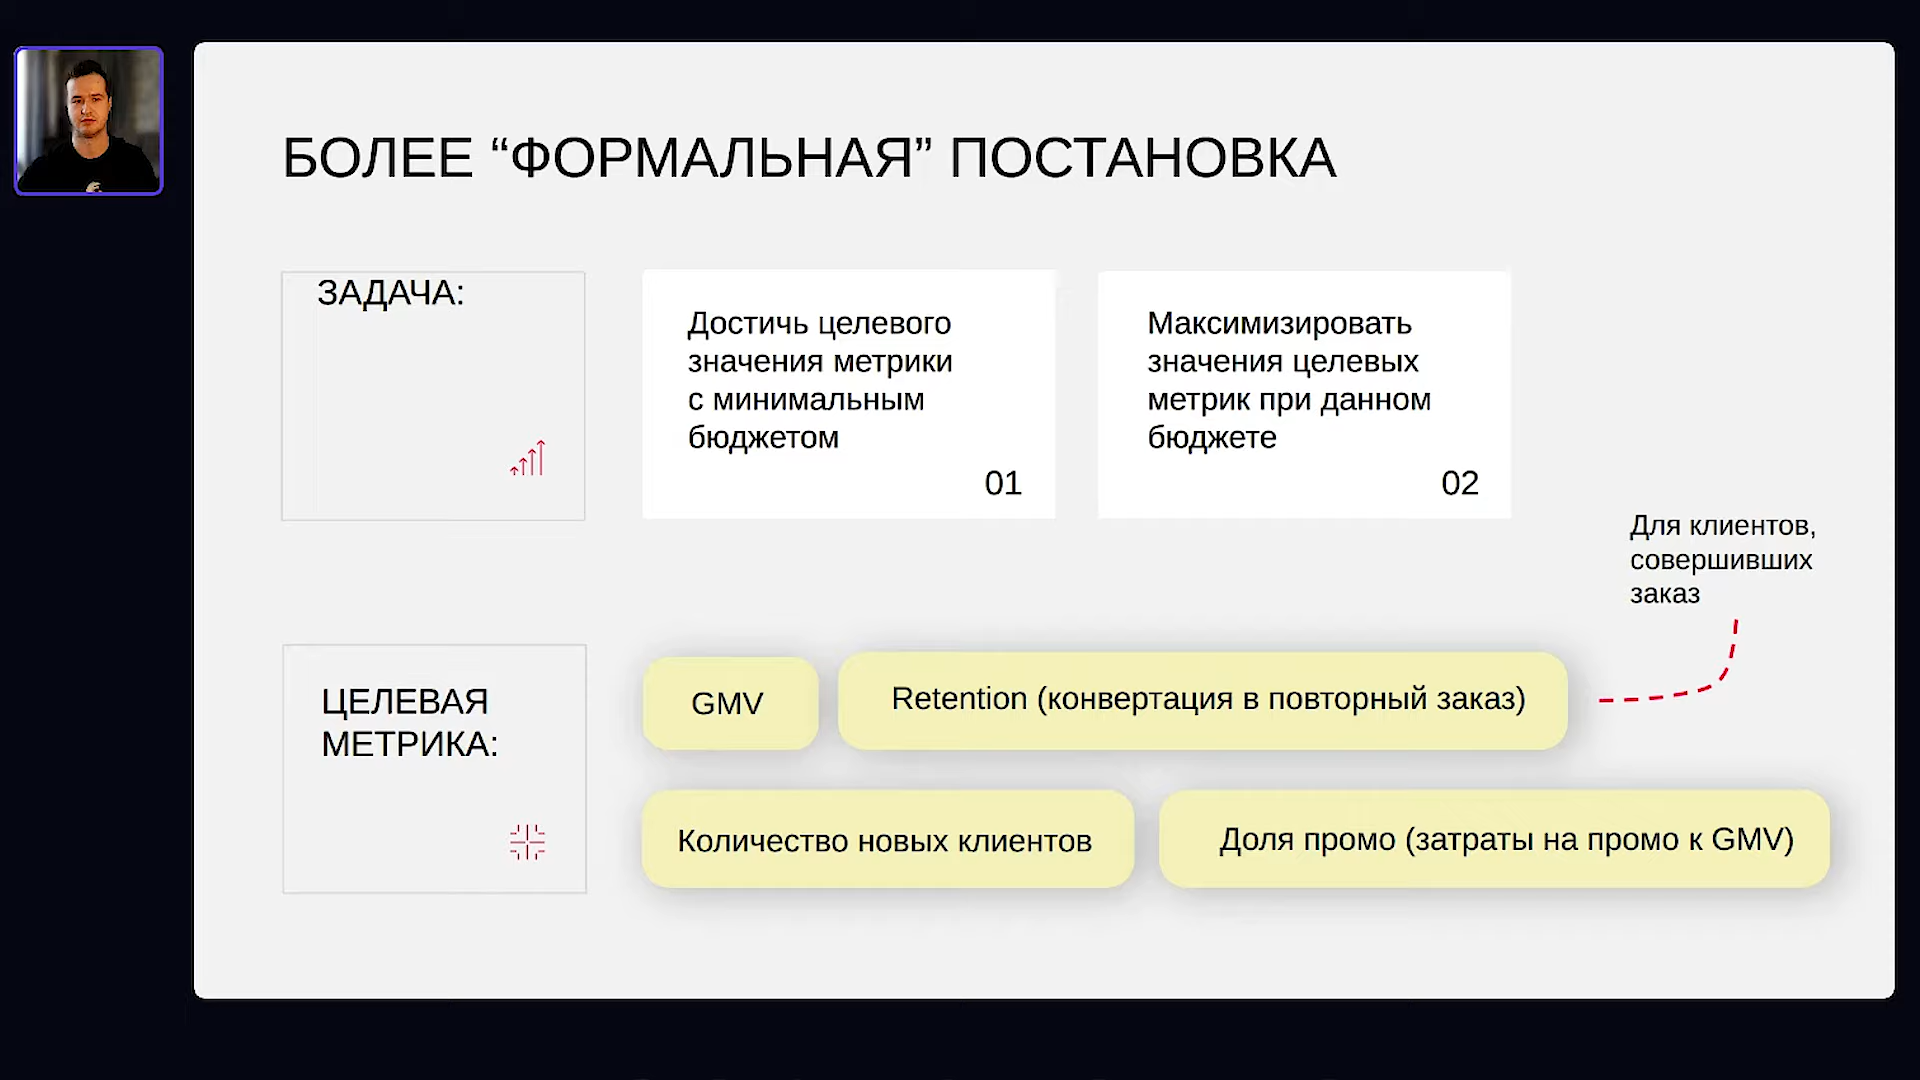 БОЛЕЕ “ФОРМАЛЬНАЯ” ПОСТАНОВКА
ЗАДАЧА:
Достичь целевого
значения метрики
с минимальным
бюджетом
01
Максимизировать
значения целевых
метрик при данном
бюджете
02
Для клиентов,
совершивших
заказ
ЦЕЛЕВАЯ
МЕТРИКА:
GMV
Retention (конвертация в повторный заказ)
Количество новых клиентов
Доля промо (затраты на промо к GMV)